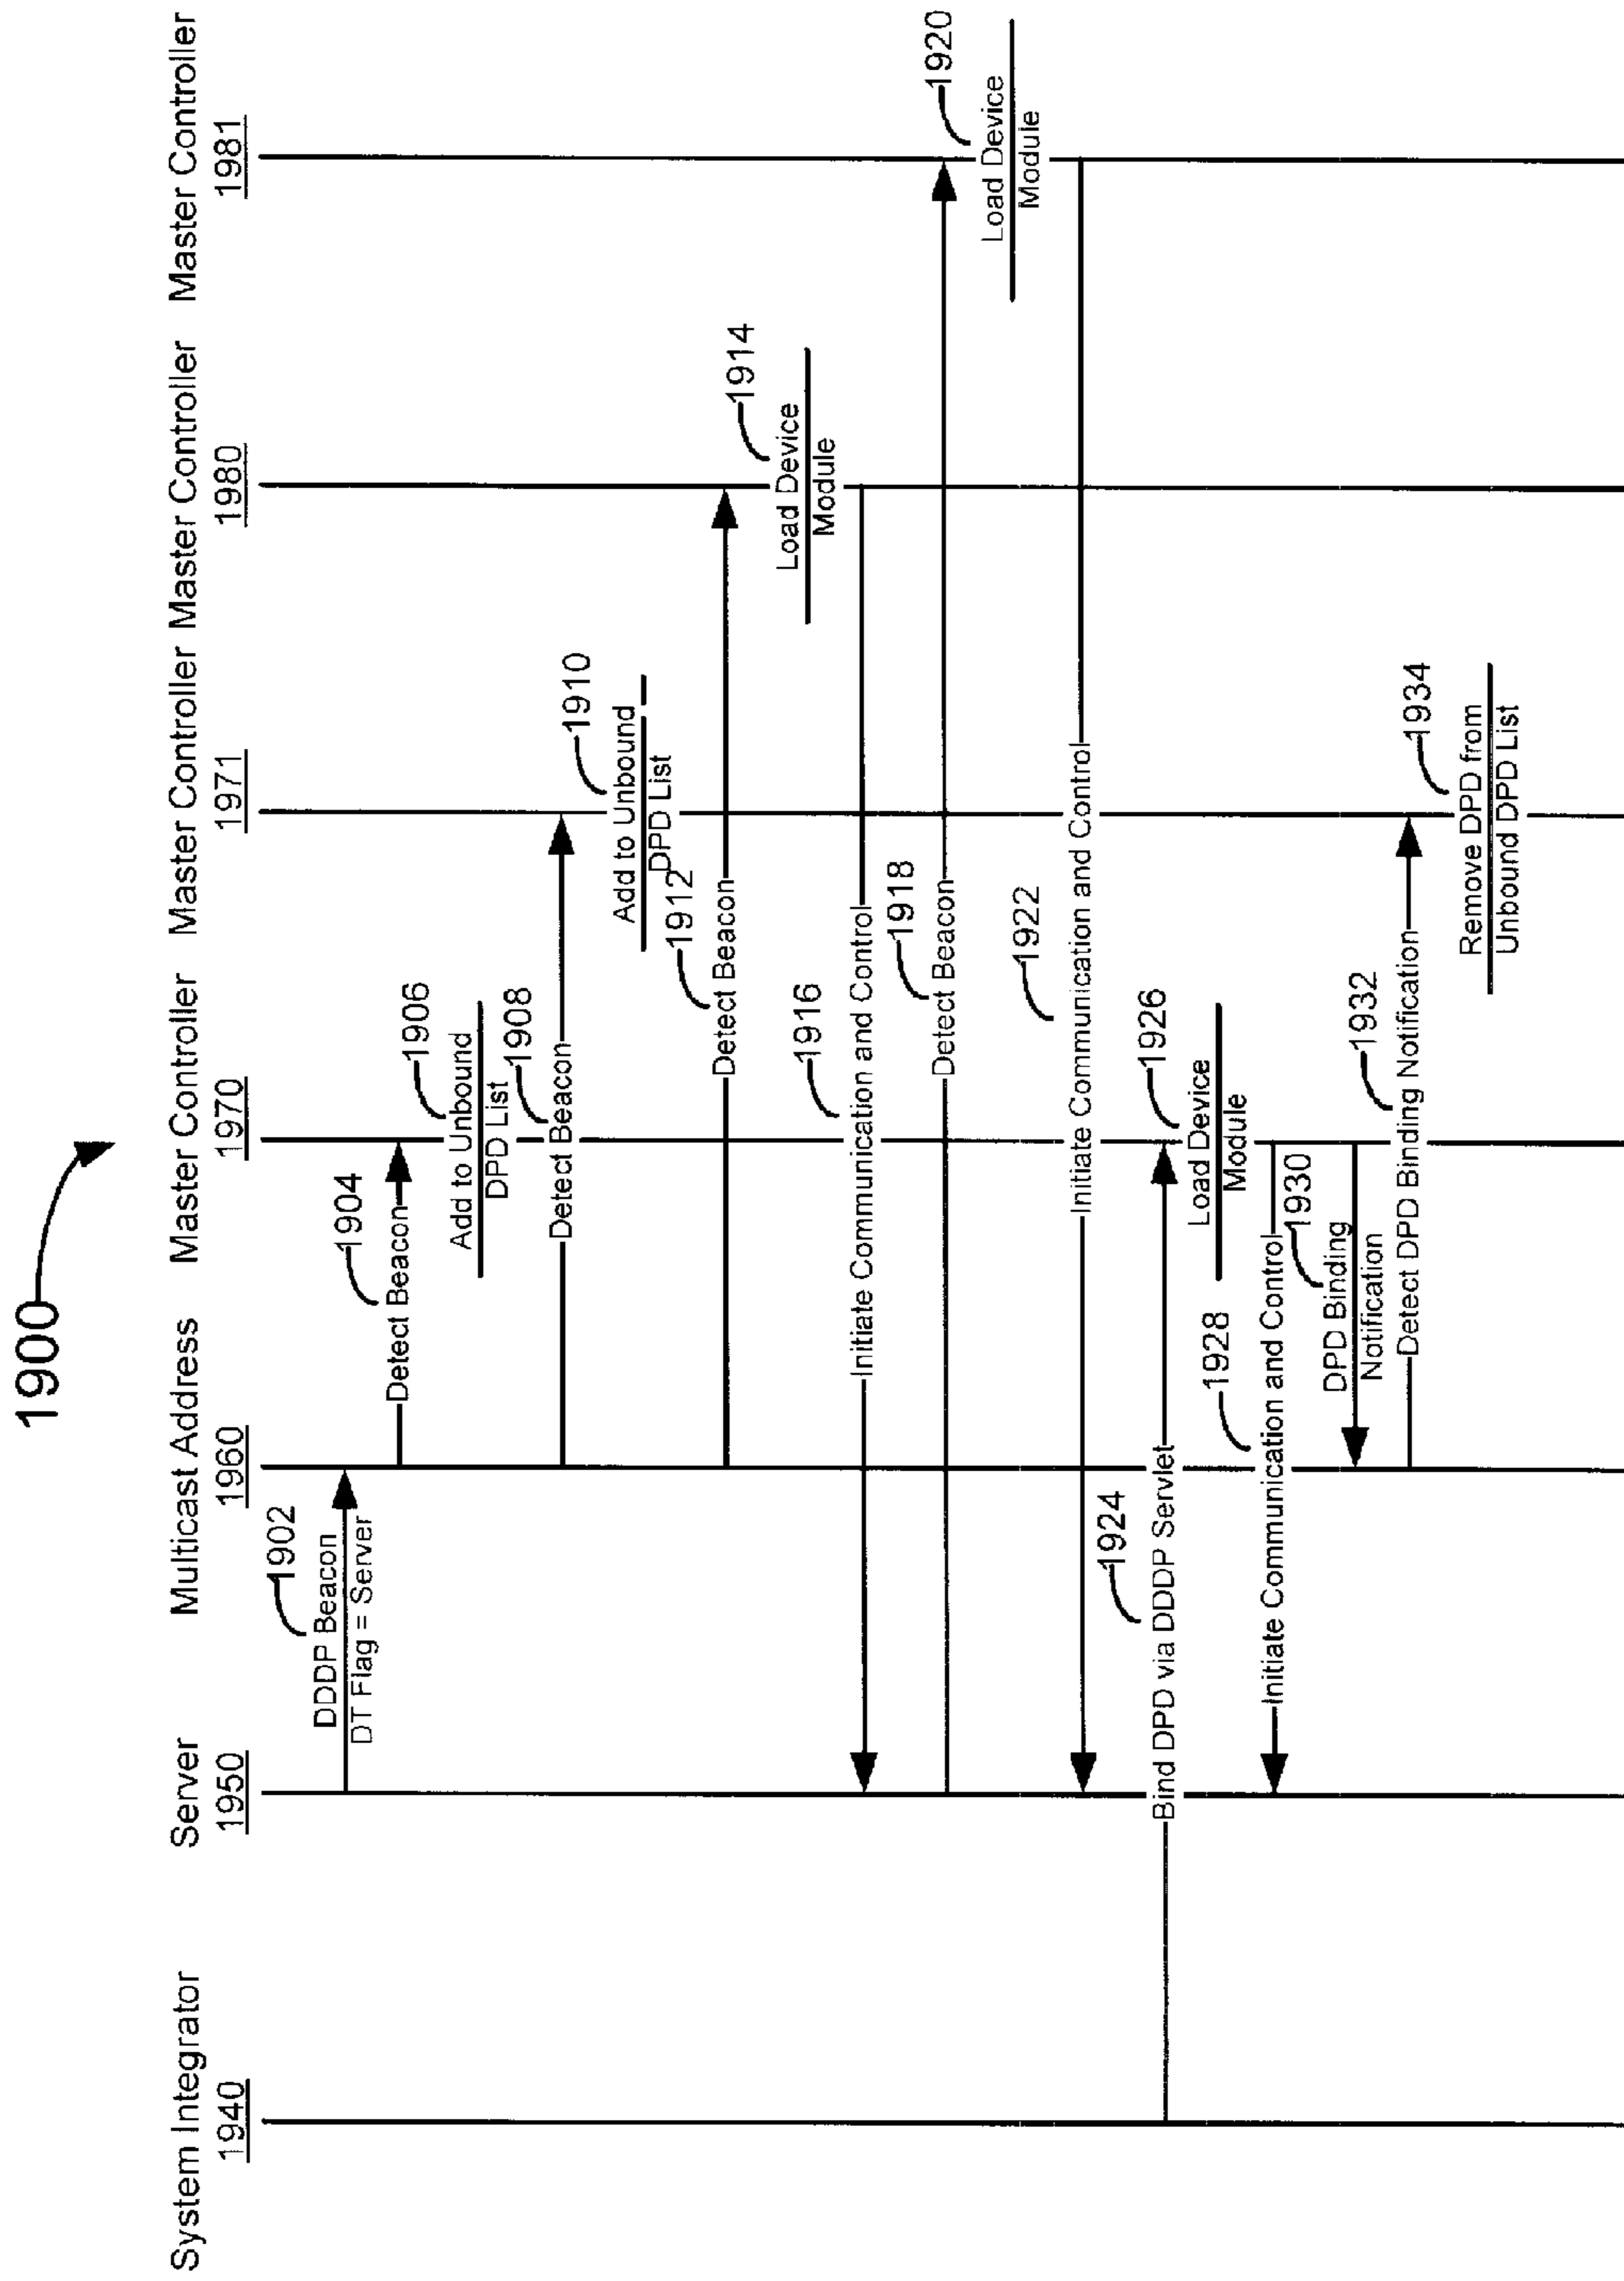 1900
System Integrator
1940
Server
1950
Multicast Address
1960
Master Controller
1970
Master Controller
1971
Master Controller
1980
Master Controller
1981
1902
DDDP Beacon
DT Flag = Server
1904
Detect Beacon
1906
Add to Unbound
DPD List
1908
Detect Beacon
1910
Add to Unbound
DPD List
1912
Detect Beacon
1914
Load Device
Module
1916
Initiate Communication and Control
1918
Detect Beacon
1920
Load Device
Module
1922
Initiate Communication and Control
1924
Bind DPD via DDDP Servlet
1926
Load Device
Module
1928
Initiate Communication and Control
1930
DPD Binding
Notification
1932
Detect DPD Binding Notification
1934
Remove DPD from
Unbound DPD List